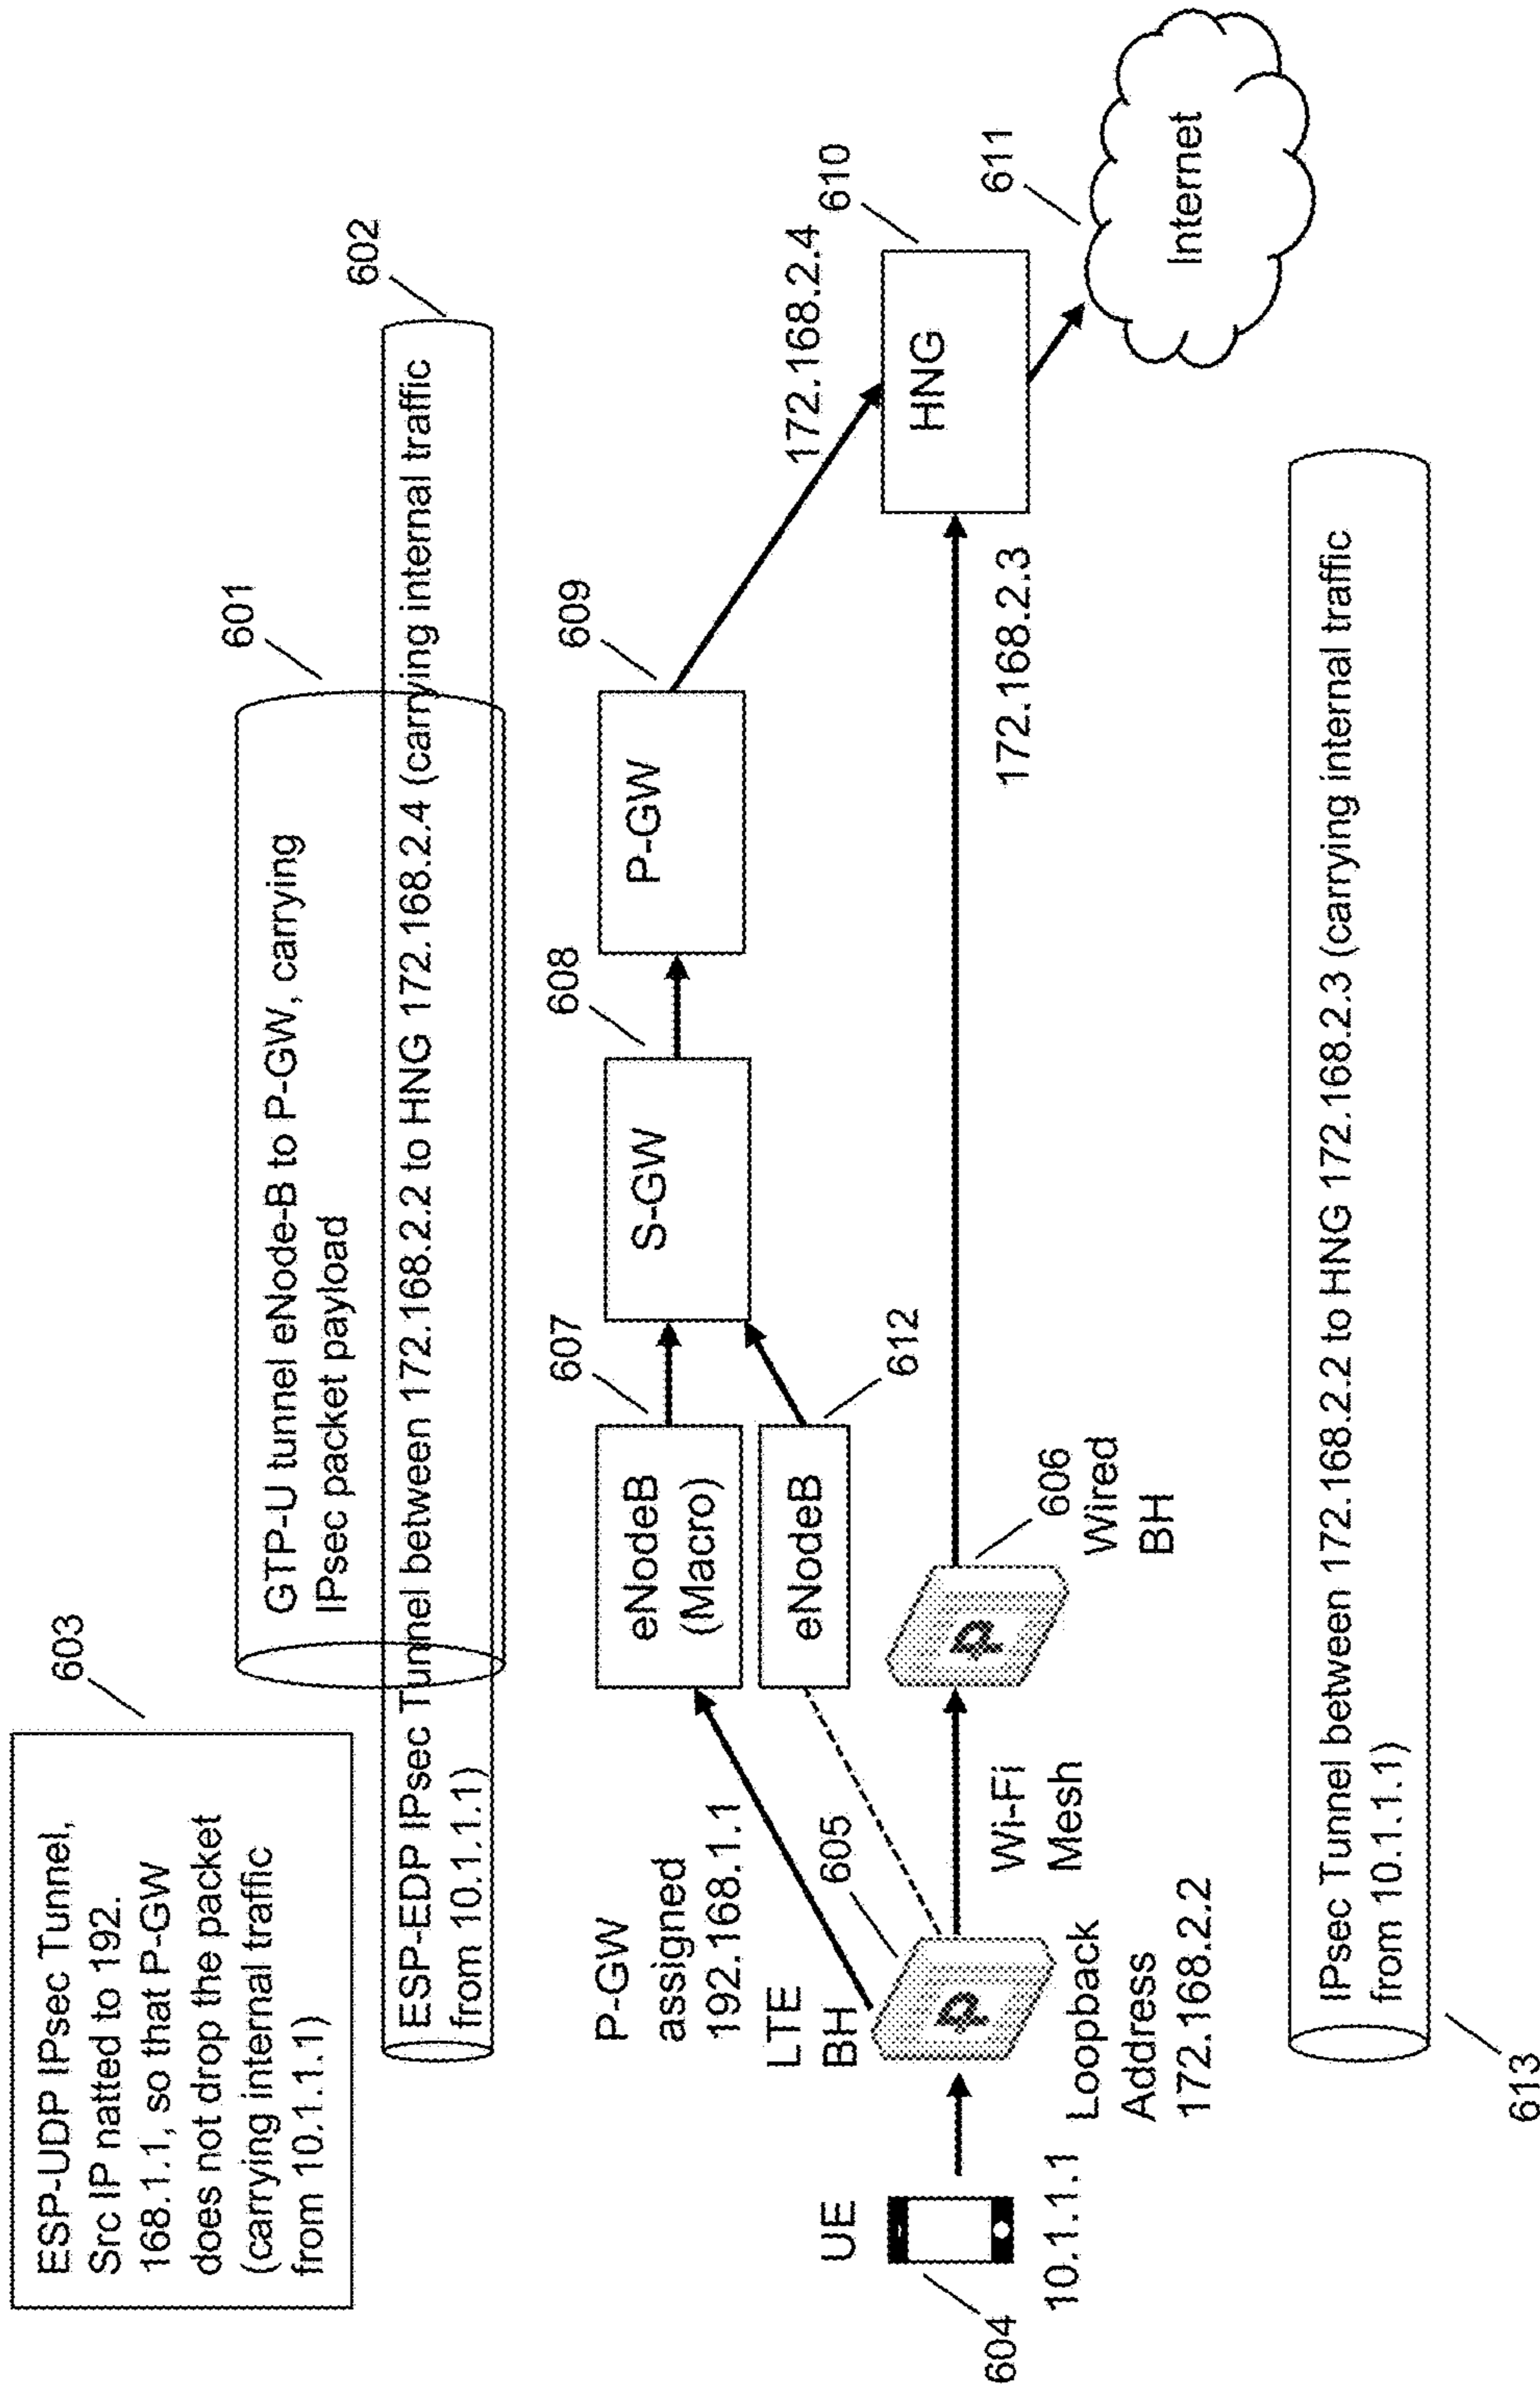 603
ESP-UDP IPsec Tunnel,
Src IP natted to 192.
168.1.1, so that P-GW
does not drop the packet
(carrying internal traffic
from 10.1.1.1)
601
GTP-U tunnel eNode-B to P-GW, carrying
IPsec packet payload
602
ESP-EDP IPsec Tunnel between 172.168.2.2 to HNG 172.168.2.4 (carrying internal traffic
from 10.1.1.1)
P-GW
assigned
192.168.1.1
LTE
BH
607
eNodeB
(Macro)
608
S-GW
609
P-GW
172.168.2.4
610
HNG
611
Internet
UE
604
10.1.1.1
605
Loopback
Address
172.168.2.2
eNodeB
612
Wi-Fi
Mesh
606
Wired
BH
172.168.2.3
IPsec Tunnel between 172.168.2.2 to HNG 172.168.2.3 (carrying internal traffic
from 10.1.1.1)
613